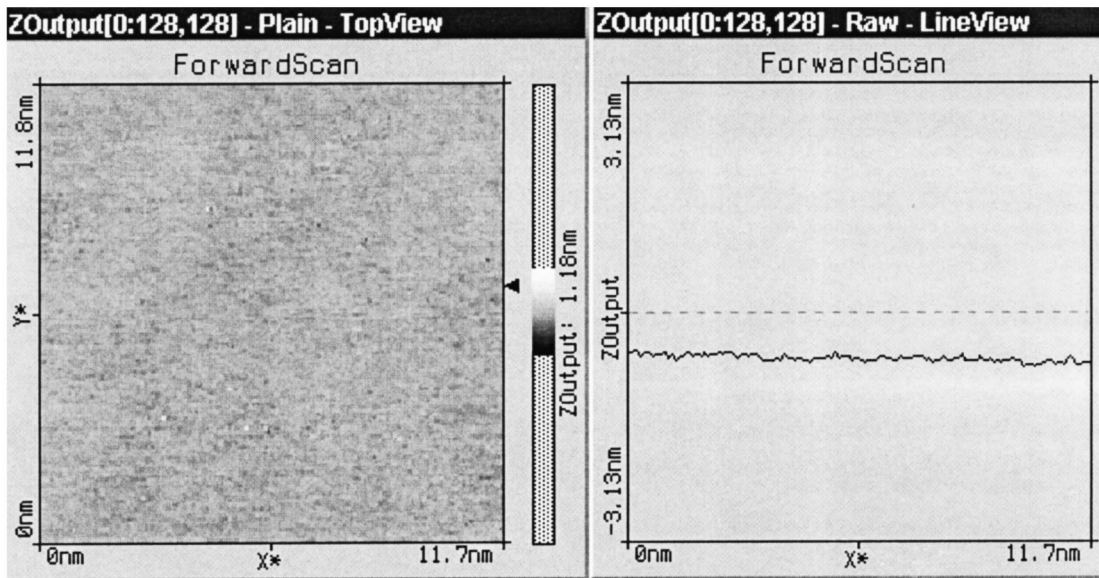 ZOutput[0:128,128] - Plain - TopView
ForwardScan
11.8nm
Y*
0nm
0nm
X*
11.7nm
ZOutput: 1.18nm
ZOutput[0:128,128] - Raw - LineView
ForwardScan
3.13nm
ZOutput
-3.13nm
0nm
X*
11.7nm